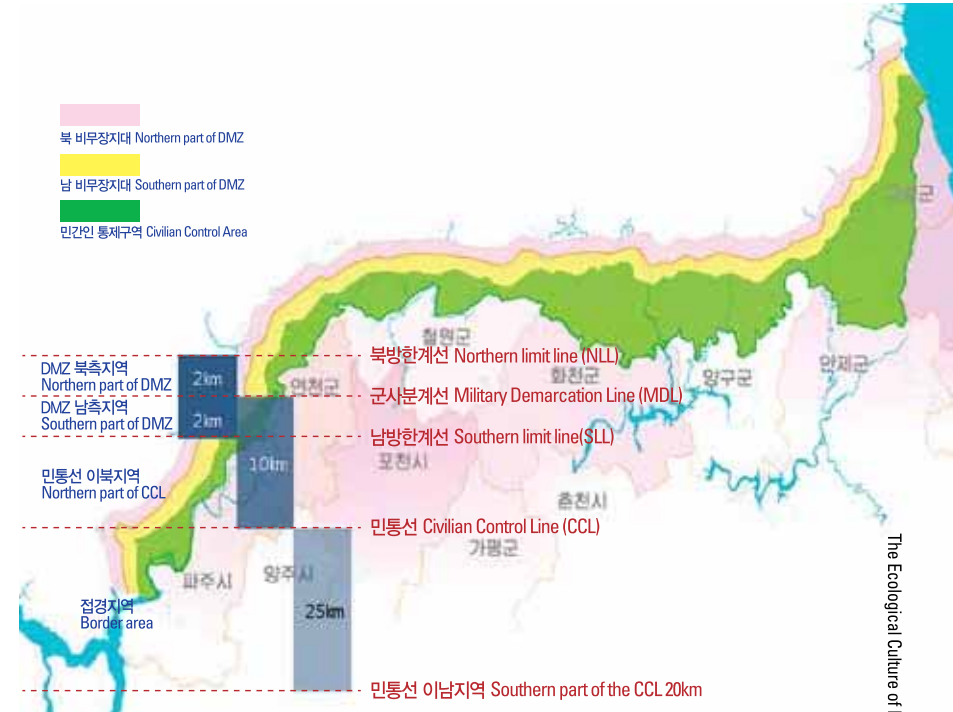 북 비무장지대 Northern part of DMZ
남 비무장지대 Southern part of DMZ
민간인 통제구역 Civilian Control Area
철원군
연천군
화천군
양구군
인제군
포천시
춘천시
가평군
파주시
양주시
DMZ 북측지역
Northern part of DMZ
DMZ 남측지역
Southern part of DMZ
민통선 이북지역
Northern part of CCL
접경지역
Border area
2km
2km
10km
25km
북방한계선 Northern limit line (NLL)
군사분계선 Military Demarcation Line (MDL)
남방한계선 Southern limit line(SLL)
민통선 Civilian Control Line (CCL)
민통선 이남지역 Southern part of the CCL 20km
The Ecological Culture of